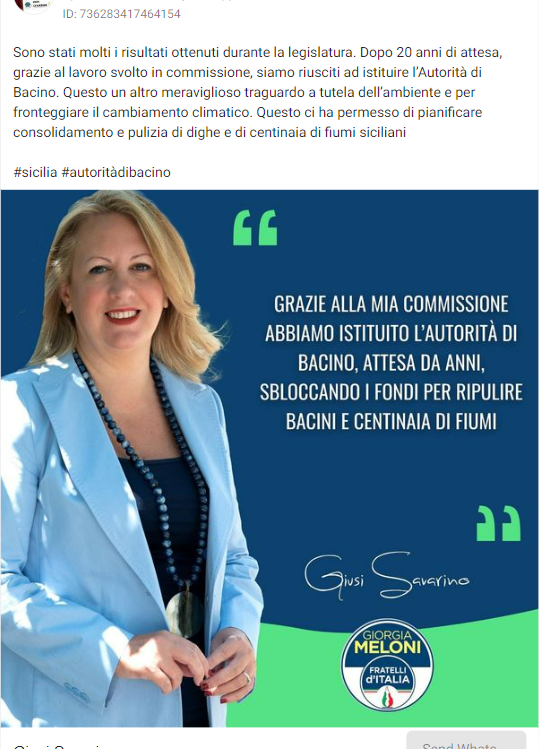 ID: 736283417464154
Sono stati molti i risultati ottenuti durante la legislatura. Dopo 20 anni di attesa,
grazie al lavoro svolto in commissione, siamo riusciti ad istituire l'Autorità di
Bacino. Questo un altro meraviglioso traguardo a tutela dell'ambiente e per
fronteggiare il cambiamento climatico. Questo ci ha permesso di pianificare
consolidamento e pulizia di dighe e di centinaia di fiumi siciliani
#sicilia #autoritàdibacino
“
GRAZIE ALLA MIA COMMISSIONE
ABBIAMO ISTITUITO L'AUTORITÀ DI
BACINO, ATTESA DA ANNI,
SBLOCCANDO I FONDI PER RIPULIRE
BACINI E CENTINAIA DI FIUMI
”
Giusi Savarino
GIORGIA
MELONI
FRATELLI
d'ITALIA